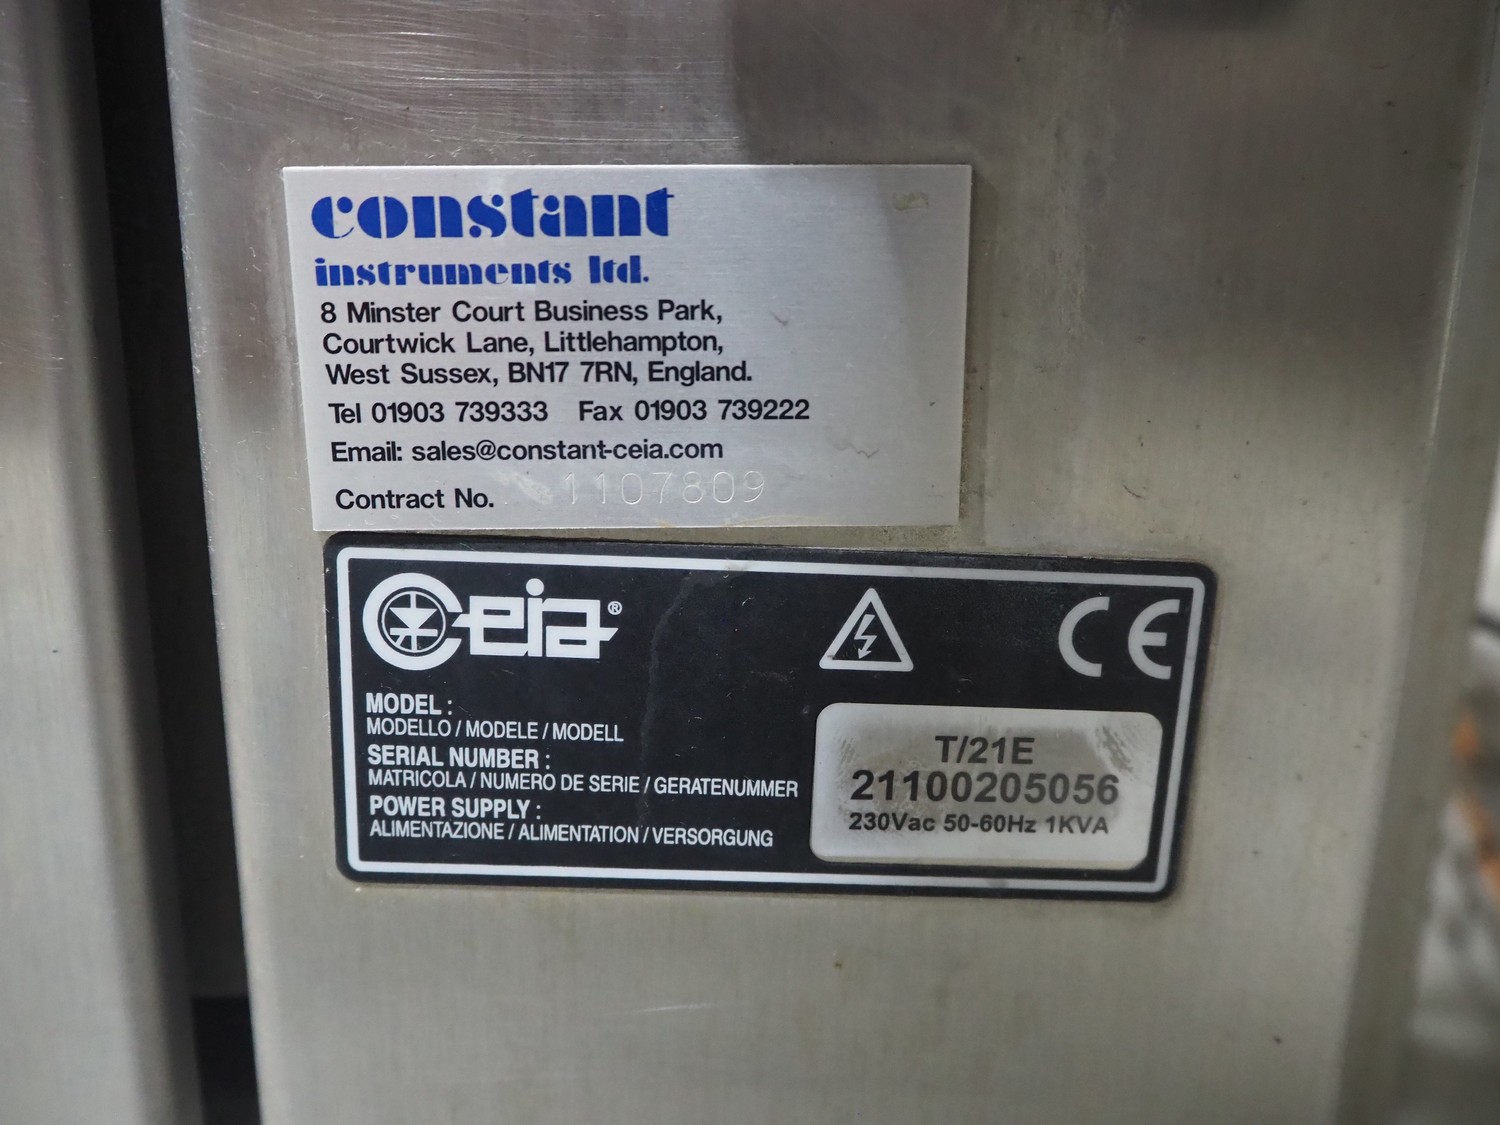 constant
instruments ltd.
8 Minster Court Business Park,
Courtwick Lane, Littlehampton,
West Sussex, BN17 7RN, England.
Tel 01903 739333 Fax 01903 739222
Email: sales@constant-ceia.com
Contract No. 1107809
Ceia®
CE
MODEL :
MODELLO / MODELE / MODELL
T/21E
SERIAL NUMBER :
MATRICOLA / NUMERO DE SERIE / GERATENUMMER
21100205056
POWER SUPPLY :
ALIMENTAZIONE / ALIMENTATION / VERSORGUNG
230Vac 50-60Hz 1KVA